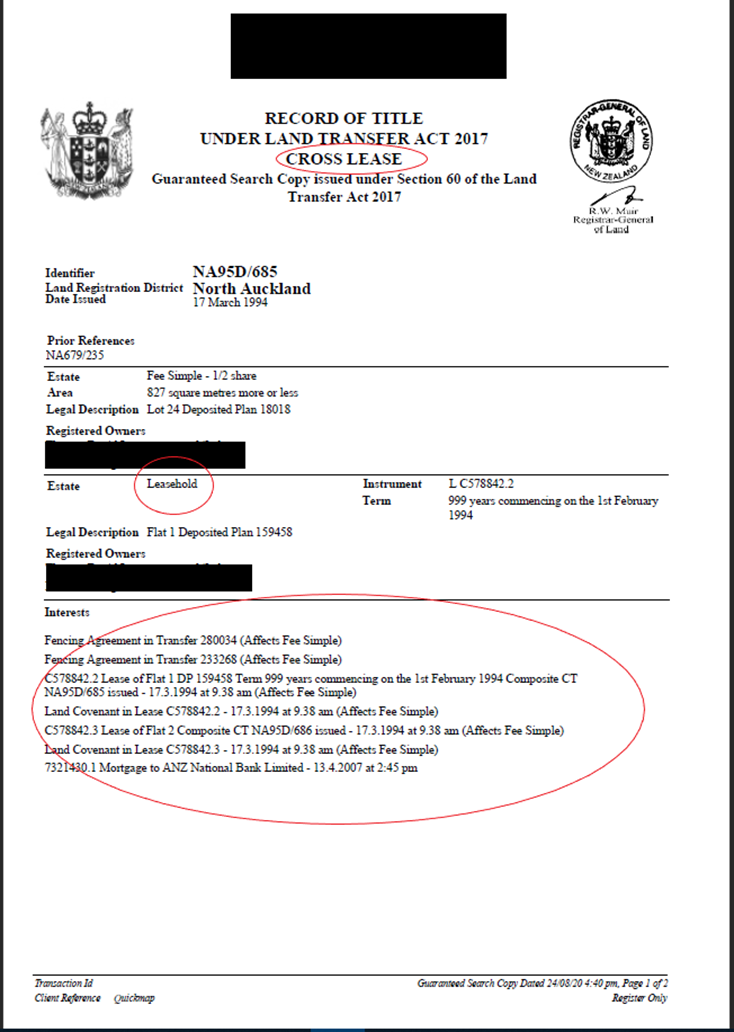 RECORD OF TITLE
UNDER LAND TRANSFER ACT 2017
CROSS LEASE
Guaranteed Search Copy issued under Section 60 of the Land
Transfer Act 2017
REGISTRAR-GENERAL OF LAND
NEW ZEALAND
R.W. Muir
Registrar-General
of Land
Identifier NA95D/685
Land Registration District North Auckland
Date Issued 17 March 1994
Prior References
NA679/235
Estate Fee Simple - 1/2 share
Area 827 square metres more or less
Legal Description Lot 24 Deposited Plan 18018
Registered Owners
Estate Leasehold Instrument L C578842.2
Term 999 years commencing on the 1st February
1994
Legal Description Flat 1 Deposited Plan 159458
Registered Owners
Interests
Fencing Agreement in Transfer 280034 (Affects Fee Simple)
Fencing Agreement in Transfer 233268 (Affects Fee Simple)
C578842.2 Lease of Flat 1 DP 159458 Term 999 years commencing on the 1st February 1994 Composite CT
NA95D/685 issued - 17.3.1994 at 9.38 am (Affects Fee Simple)
Land Covenant in Lease C578842.2 - 17.3.1994 at 9.38 am (Affects Fee Simple)
C578842.3 Lease of Flat 2 Composite CT NA95D/686 issued - 17.3.1994 at 9.38 am (Affects Fee Simple)
Land Covenant in Lease C578842.3 - 17.3.1994 at 9.38 am (Affects Fee Simple)
7321430.1 Mortgage to ANZ National Bank Limited - 13.4.2007 at 2:45 pm
Transaction Id Guaranteed Search Copy Dated 24/08/20 4:40 pm, Page 1 of 2
Client Reference Quickmap Register Only